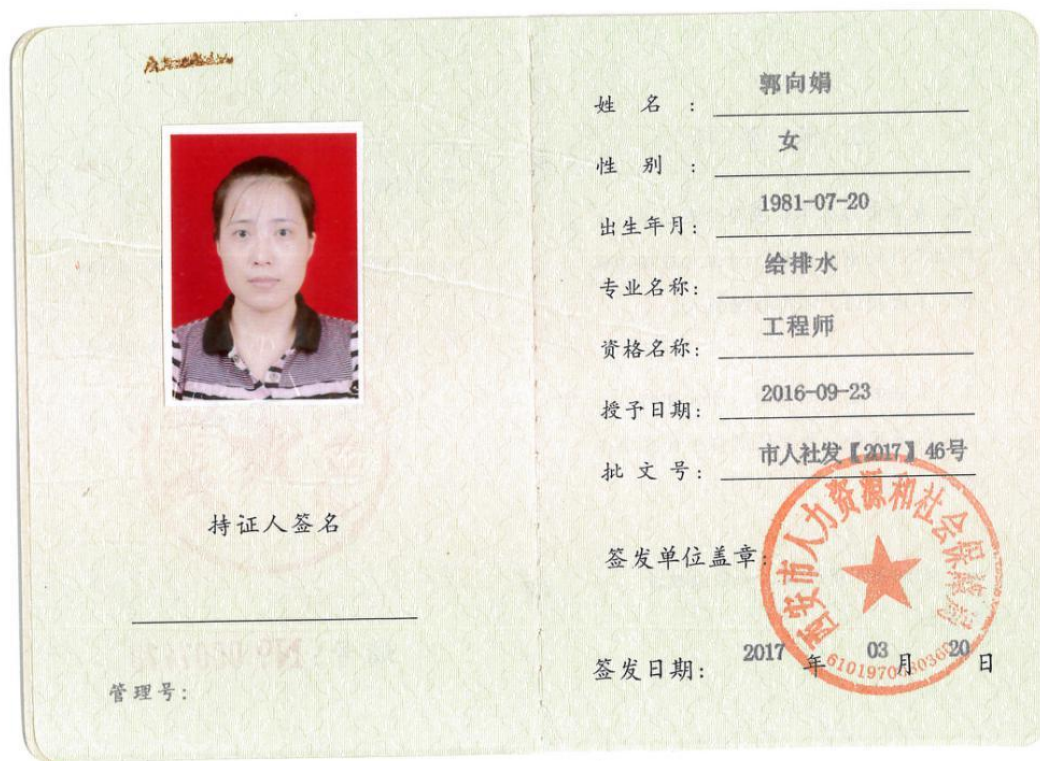 持证人签名
管理号：
姓 名 ： 郭向娟
性 别 ： 女
出生年月： 1981-07-20
专业名称： 给排水
资格名称： 工程师
授予日期： 2016-09-23
批 文 号： 市人社发【2017】46号
签发单位盖章：
西安市人力资源和社会保障局
签发日期： 2017 年 03 月 20 日